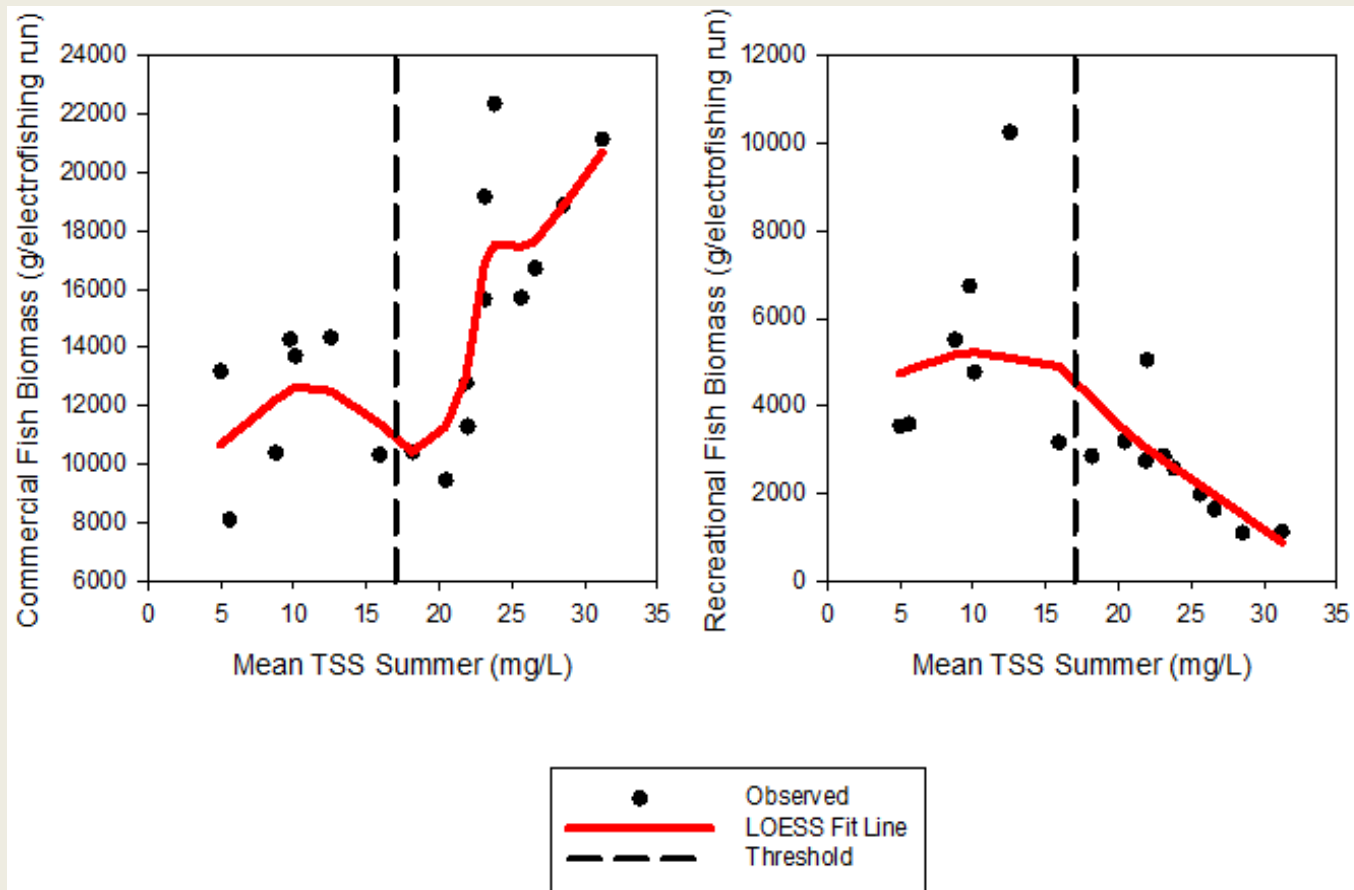 Commercial Fish Biomass (g/electrofishing run)
24000
22000
20000
18000
16000
14000
12000
10000
8000
6000
0 5 10 15 20 25 30 35
Mean TSS Summer (mg/L)
Recreational Fish Biomass (g/electrofishing run)
12000
10000
8000
6000
4000
2000
0
0 5 10 15 20 25 30 35
Mean TSS Summer (mg/L)
Observed
LOESS Fit Line
Threshold